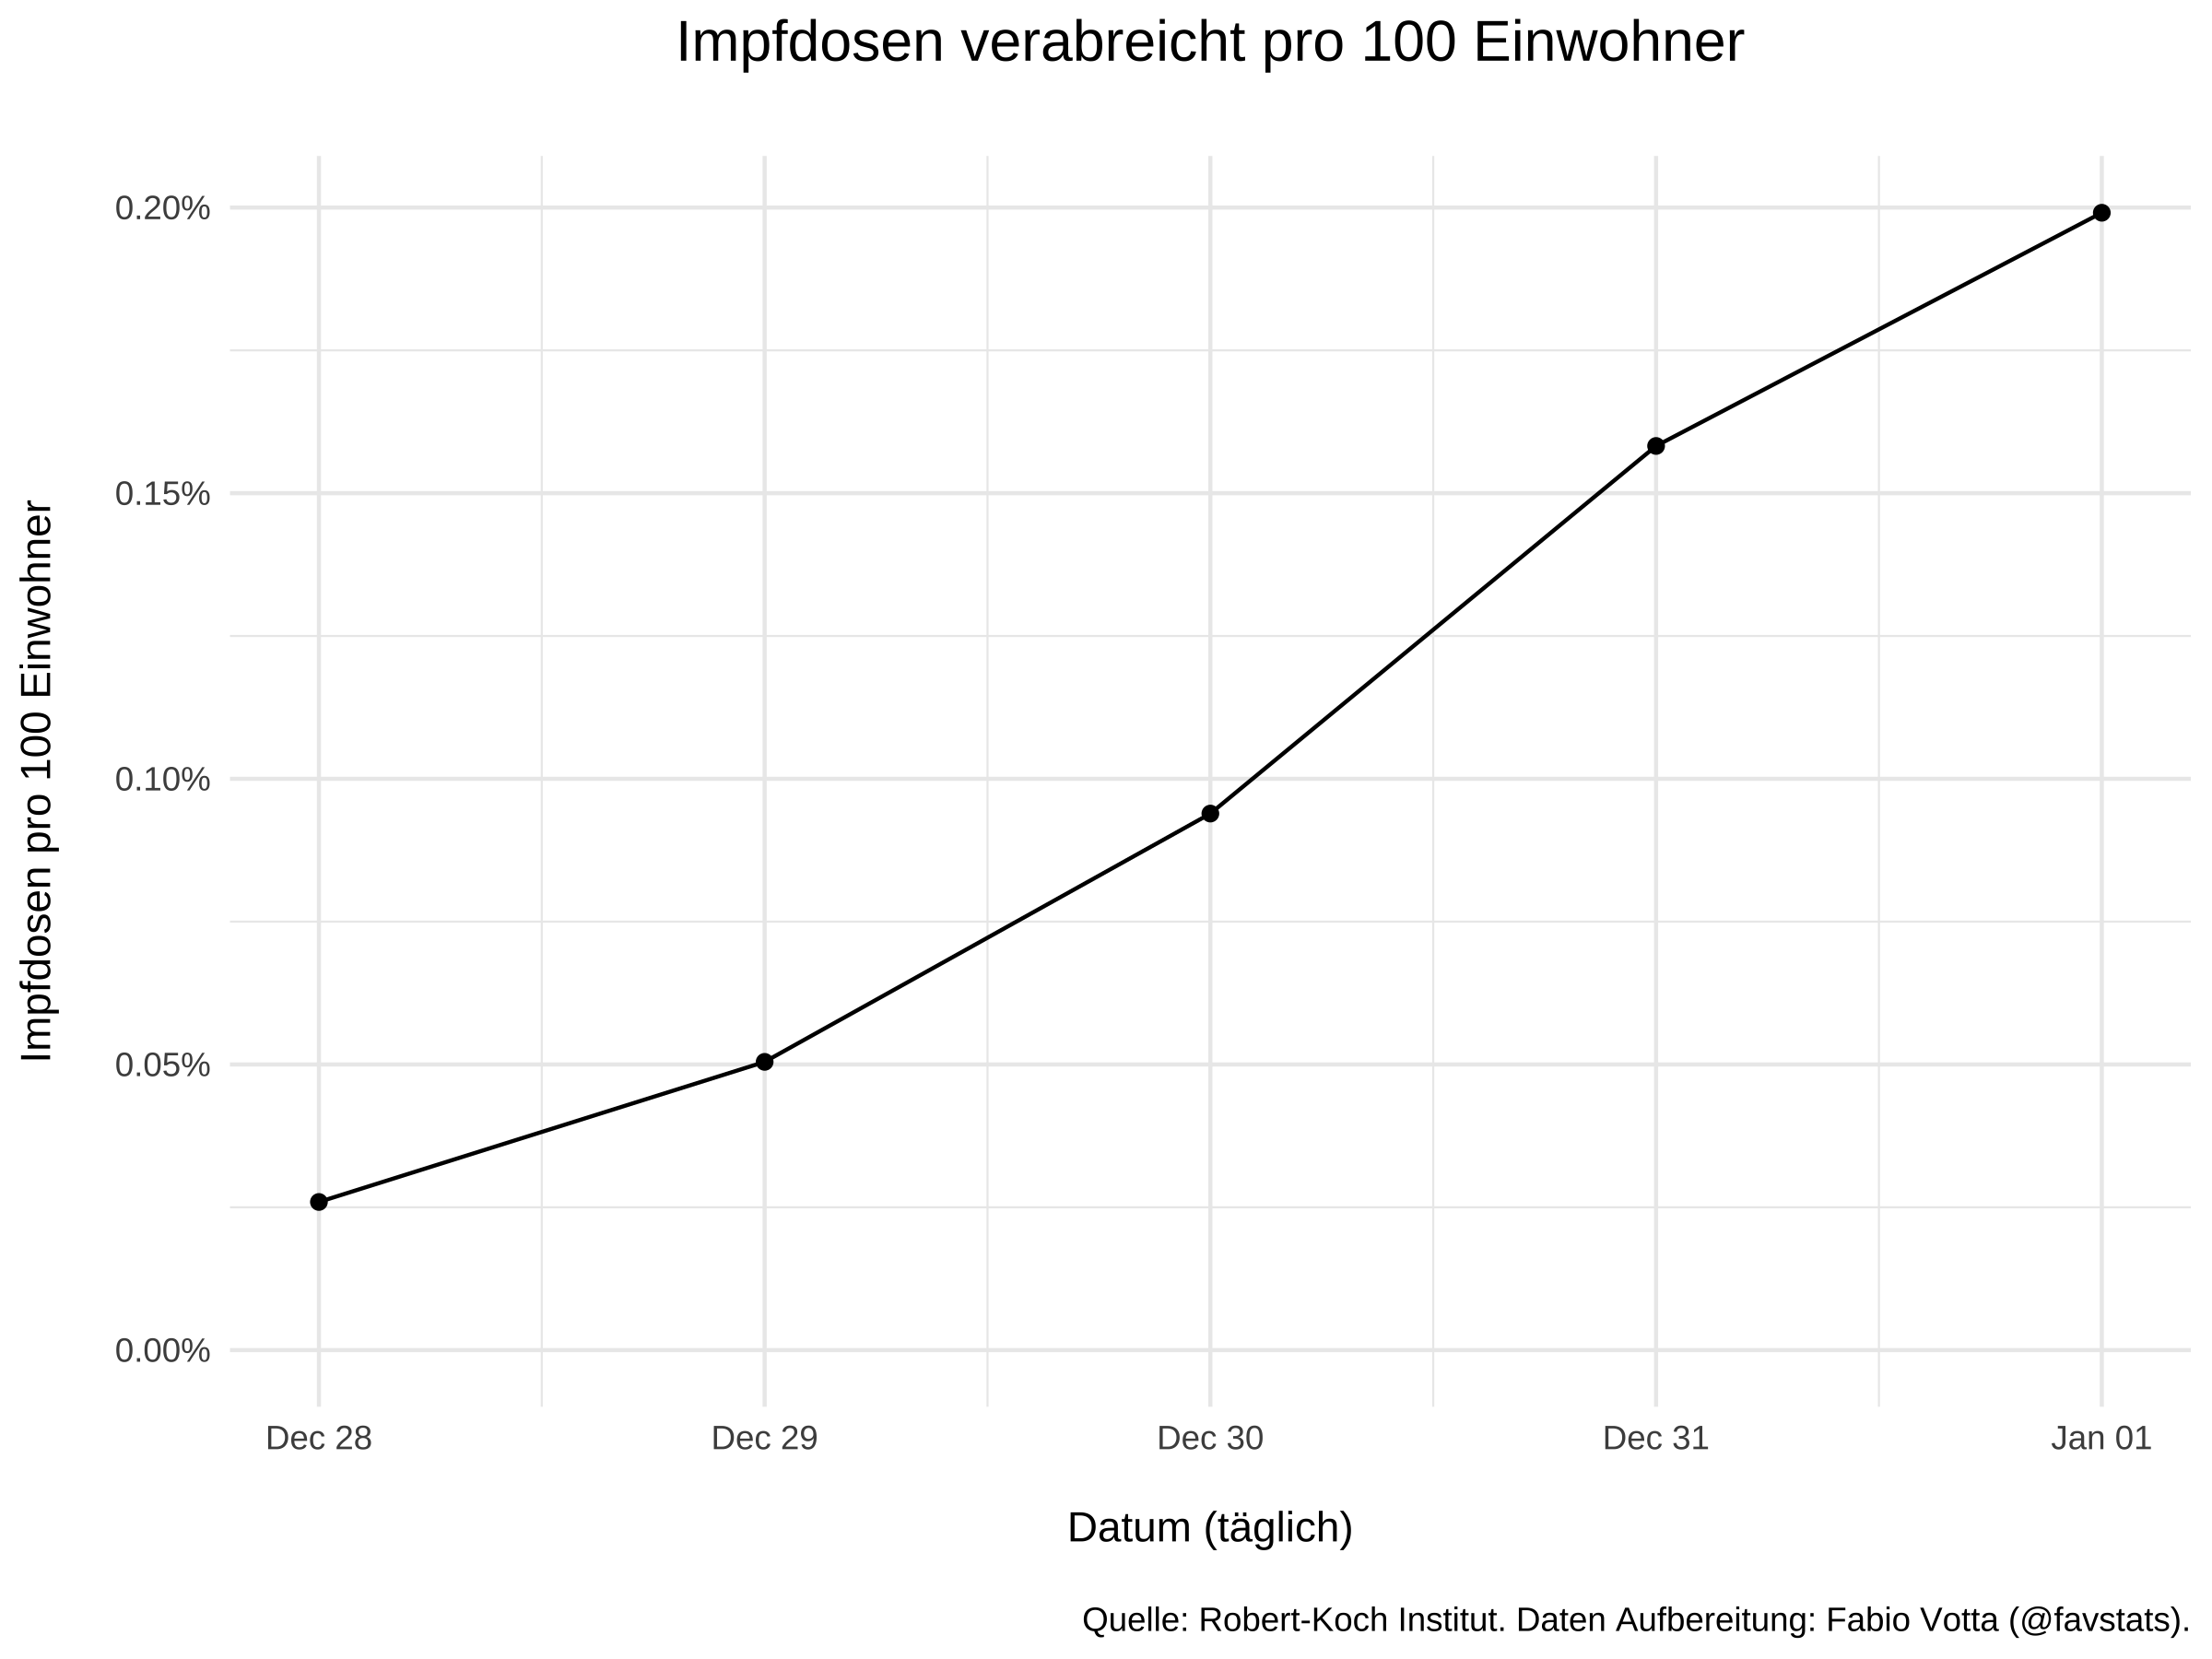 Impfdosen verabreicht pro 100 Einwohner
Impfdosen pro 100 Einwohner
0.20%
0.15%
0.10%
0.05%
0.00%
Dec 28
Dec 29
Dec 30
Dec 31
Jan 01
Datum (täglich)
Quelle: Robert-Koch Institut. Daten Aufbereitung: Fabio Votta (@favstats).